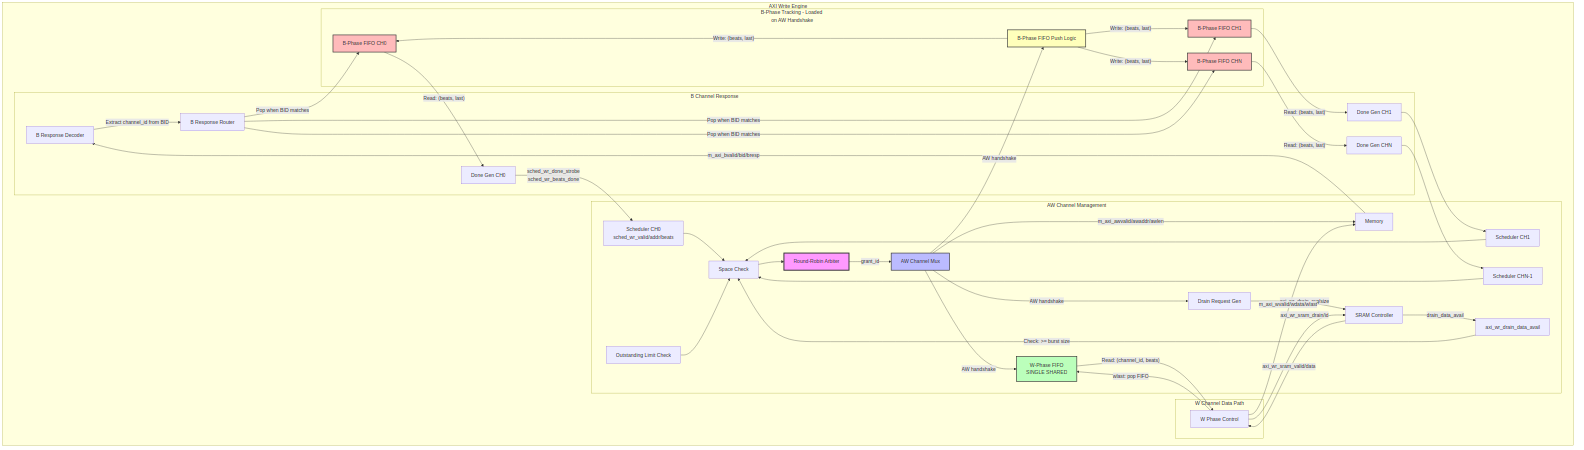 AXI Write Engine
B-Phase Tracking - Loaded
on AW Handshake
B-Phase FIFO CH0
Write: (beats, last)
B-Phase FIFO Push Logic
Write: (beats, last)
B-Phase FIFO CH1
Write: (beats, last)
B-Phase FIFO CHN
B Channel Response
Read: (beats, last)
Pop when BID matches
Extract channel_id from BID
B Response Decoder
B Response Router
Pop when BID matches
Pop when BID matches
Read: (beats, last)
Done Gen CH1
Read: (beats, last)
Done Gen CHN
m_axi_bvalid/bid/bresp
AW handshake
Done Gen CH0
sched_wr_done_strobe
sched_wr_beats_done
AW Channel Management
Scheduler CH0
sched_wr_valid/addr/beats
m_axi_awvalid/awaddr/awlen
Memory
Scheduler CH1
Space Check
Round-Robin Arbiter
grant_id
AW Channel Mux
Scheduler CHN-1
AW handshake
Drain Request Gen
m_axi_wvalid/wdata/wlast
axi_wr_sram_drain/id
SRAM Controller
drain_data_avail
axi_wr_drain_data_avail
Outstanding Limit Check
Check: >= burst size
AW handshake
W-Phase FIFO
SINGLE SHARED
Read: (channel_id, beats)
wlast: pop FIFO
axi_wr_sram_valid/data
W Channel Data Path
W Phase Control